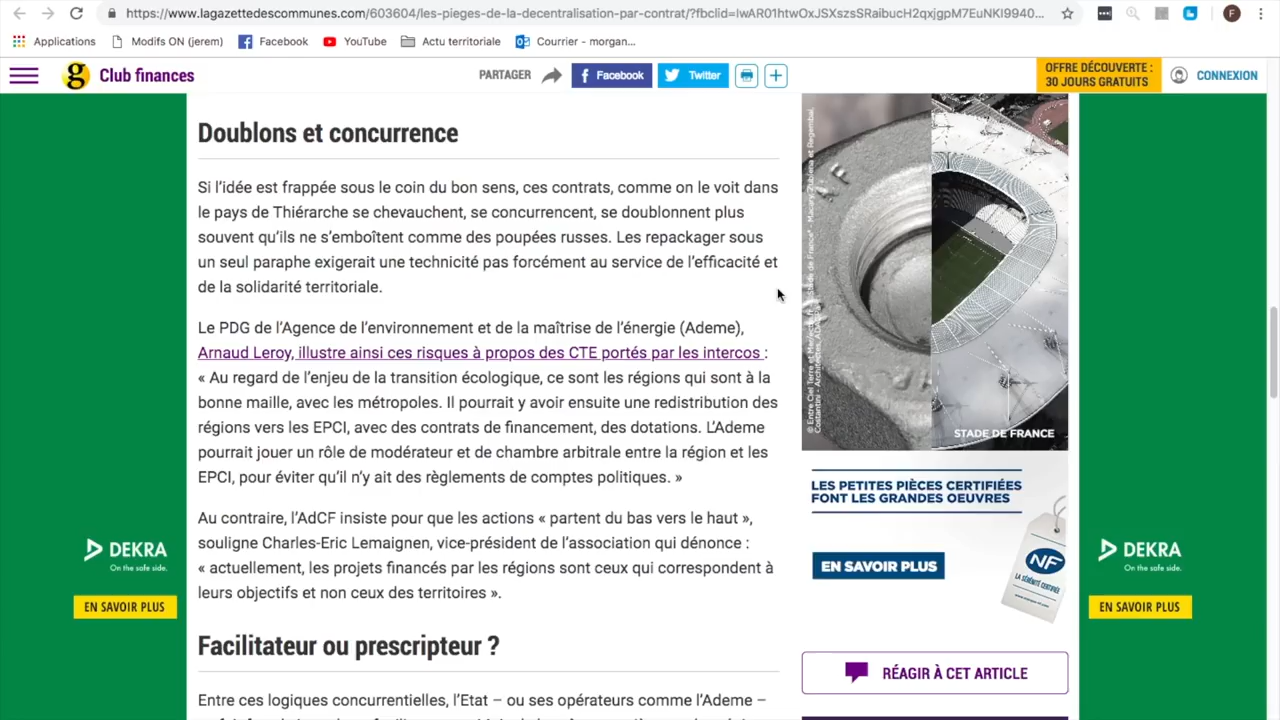 https://www.lagazettedescommunes.com/603604/les-pieges-de-la-decentralisation-par-contrat/?fbclid=IwAR01htwOxJSXszsSRaibucH2qxjgpM7EuNKI9940...
F
Applications
Modifs ON (jerem)
Facebook
YouTube
Actu territoriale
Courrier - morgan...
g
Club finances
PARTAGER
Facebook
Twitter
OFFRE DÉCOUVERTE :
30 JOURS GRATUITS
CONNEXION
Doublons et concurrence
Si l’idée est frappée sous le coin du bon sens, ces contrats, comme on le voit dans
le pays de Thiérarche se chevauchent, se concurrencent, se doublonnent plus
souvent qu’ils ne s’emboîtent comme des poupées russes. Les repackager sous
un seul paraphe exigerait une technicité pas forcément au service de l’efficacité et
de la solidarité territoriale.
Le PDG de l’Agence de l’environnement et de la maîtrise de l’énergie (Ademe),
Arnaud Leroy, illustre ainsi ces risques à propos des CTE portés par les intercos :
« Au regard de l’enjeu de la transition écologique, ce sont les régions qui sont à la
bonne maille, avec les métropoles. Il pourrait y avoir ensuite une redistribution des
régions vers les EPCI, avec des contrats de financement, des dotations. L’Ademe
pourrait jouer un rôle de modérateur et de chambre arbitrale entre la région et les
EPCI, pour éviter qu’il n’y ait des règlements de comptes politiques. »
Au contraire, l’AdCF insiste pour que les actions « partent du bas vers le haut »,
souligne Charles-Eric Lemaignen, vice-président de l’association qui dénonce :
« actuellement, les projets financés par les régions sont ceux qui correspondent à
leurs objectifs et non ceux des territoires ».
Facilitateur ou prescripteur ?
Entre ces logiques concurrentielles, l’Etat – ou ses opérateurs comme l’Ademe –
STADE DE FRANCE
LES PETITES PIÈCES CERTIFIÉES
FONT LES GRANDES OEUVRES
EN SAVOIR PLUS
NF
RÉAGIR À CET ARTICLE
DEKRA
On the safe side.
EN SAVOIR PLUS
DEKRA
On the safe side.
EN SAVOIR PLUS